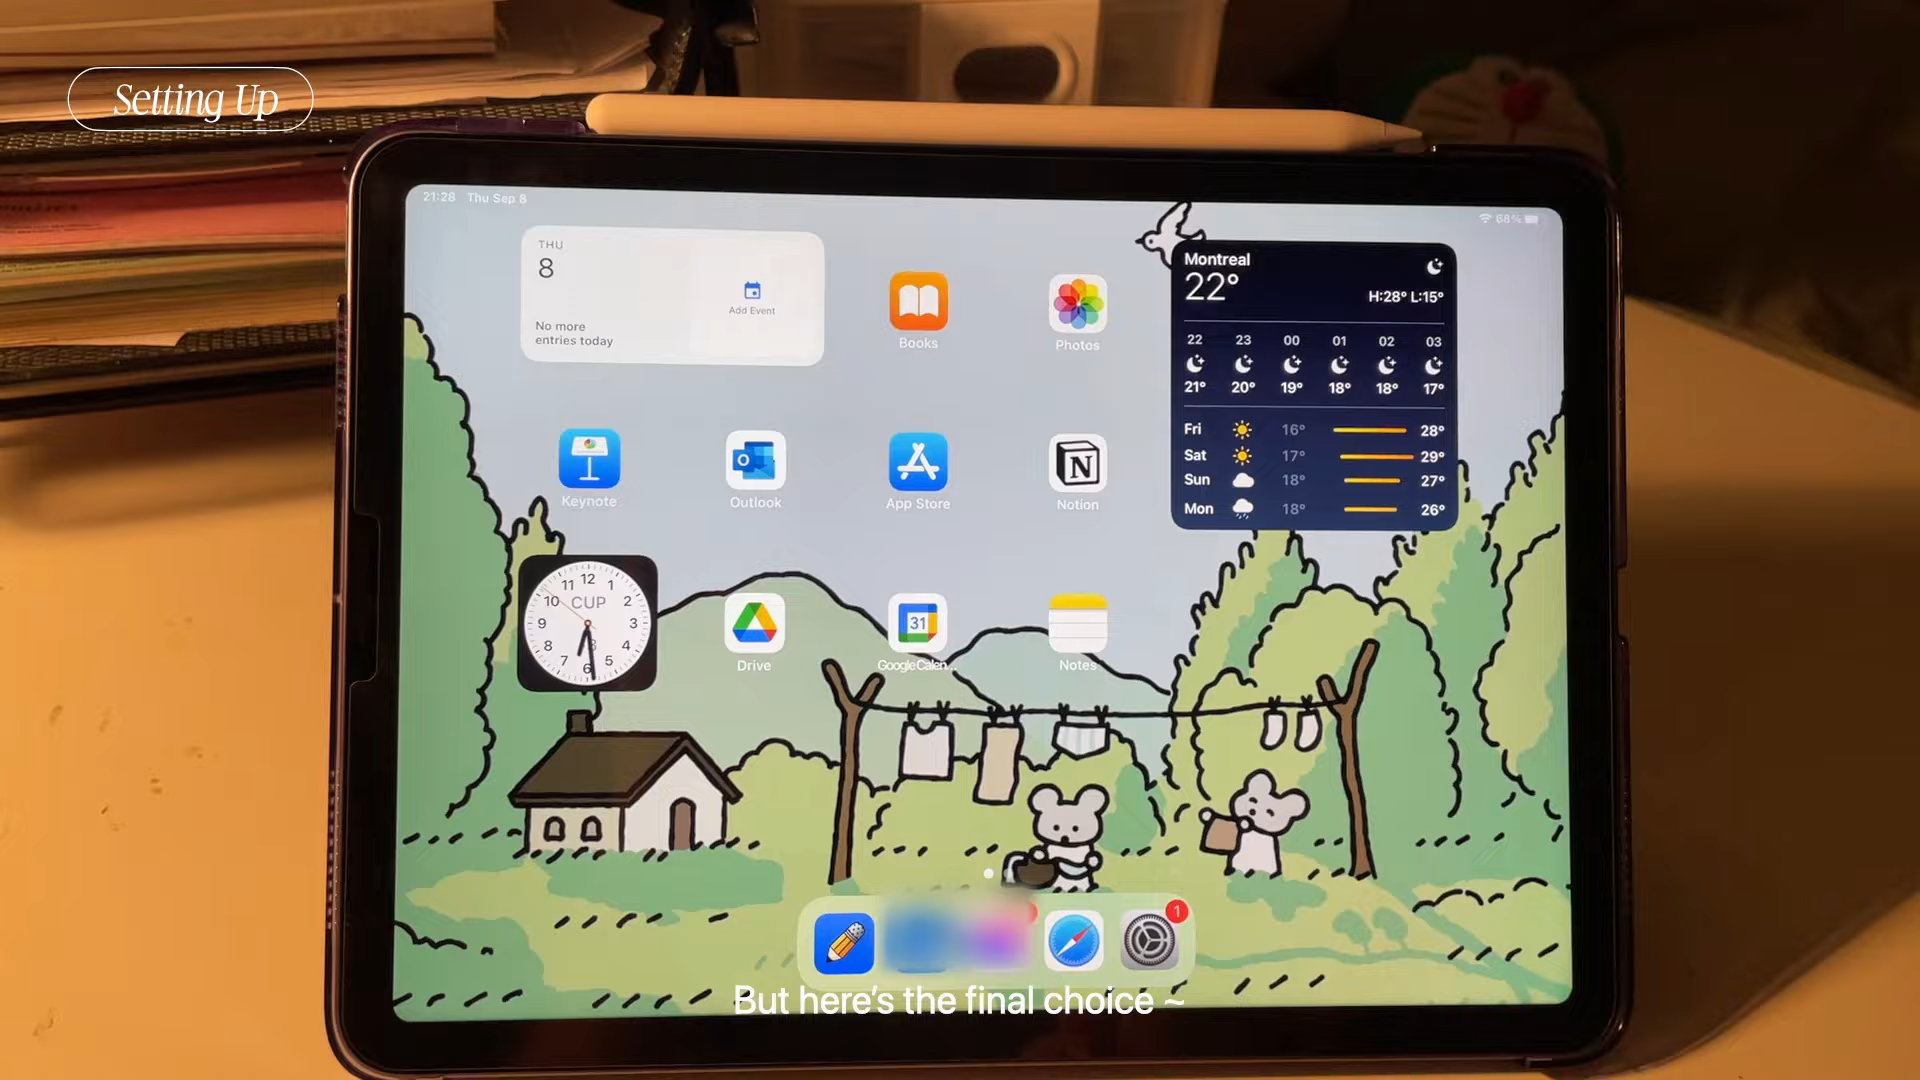 Setting Up
21:28 Thu Sep 8
68%
THU
8
Add Event
No more
entries today
Books
Photos
Montreal
22°
H:28° L:15°
22 23 00 01 02 03
21° 20° 19° 18° 18° 17°
Fri 16° 28°
Sat 17° 29°
Sun 18° 27°
Mon 18° 26°
Keynote
Outlook
App Store
Notion
12
11 1
10 CUP 2
9 3
8 4
7 6 5
31
Drive
Google Calen...
Notes
1
But here's the final choice ~